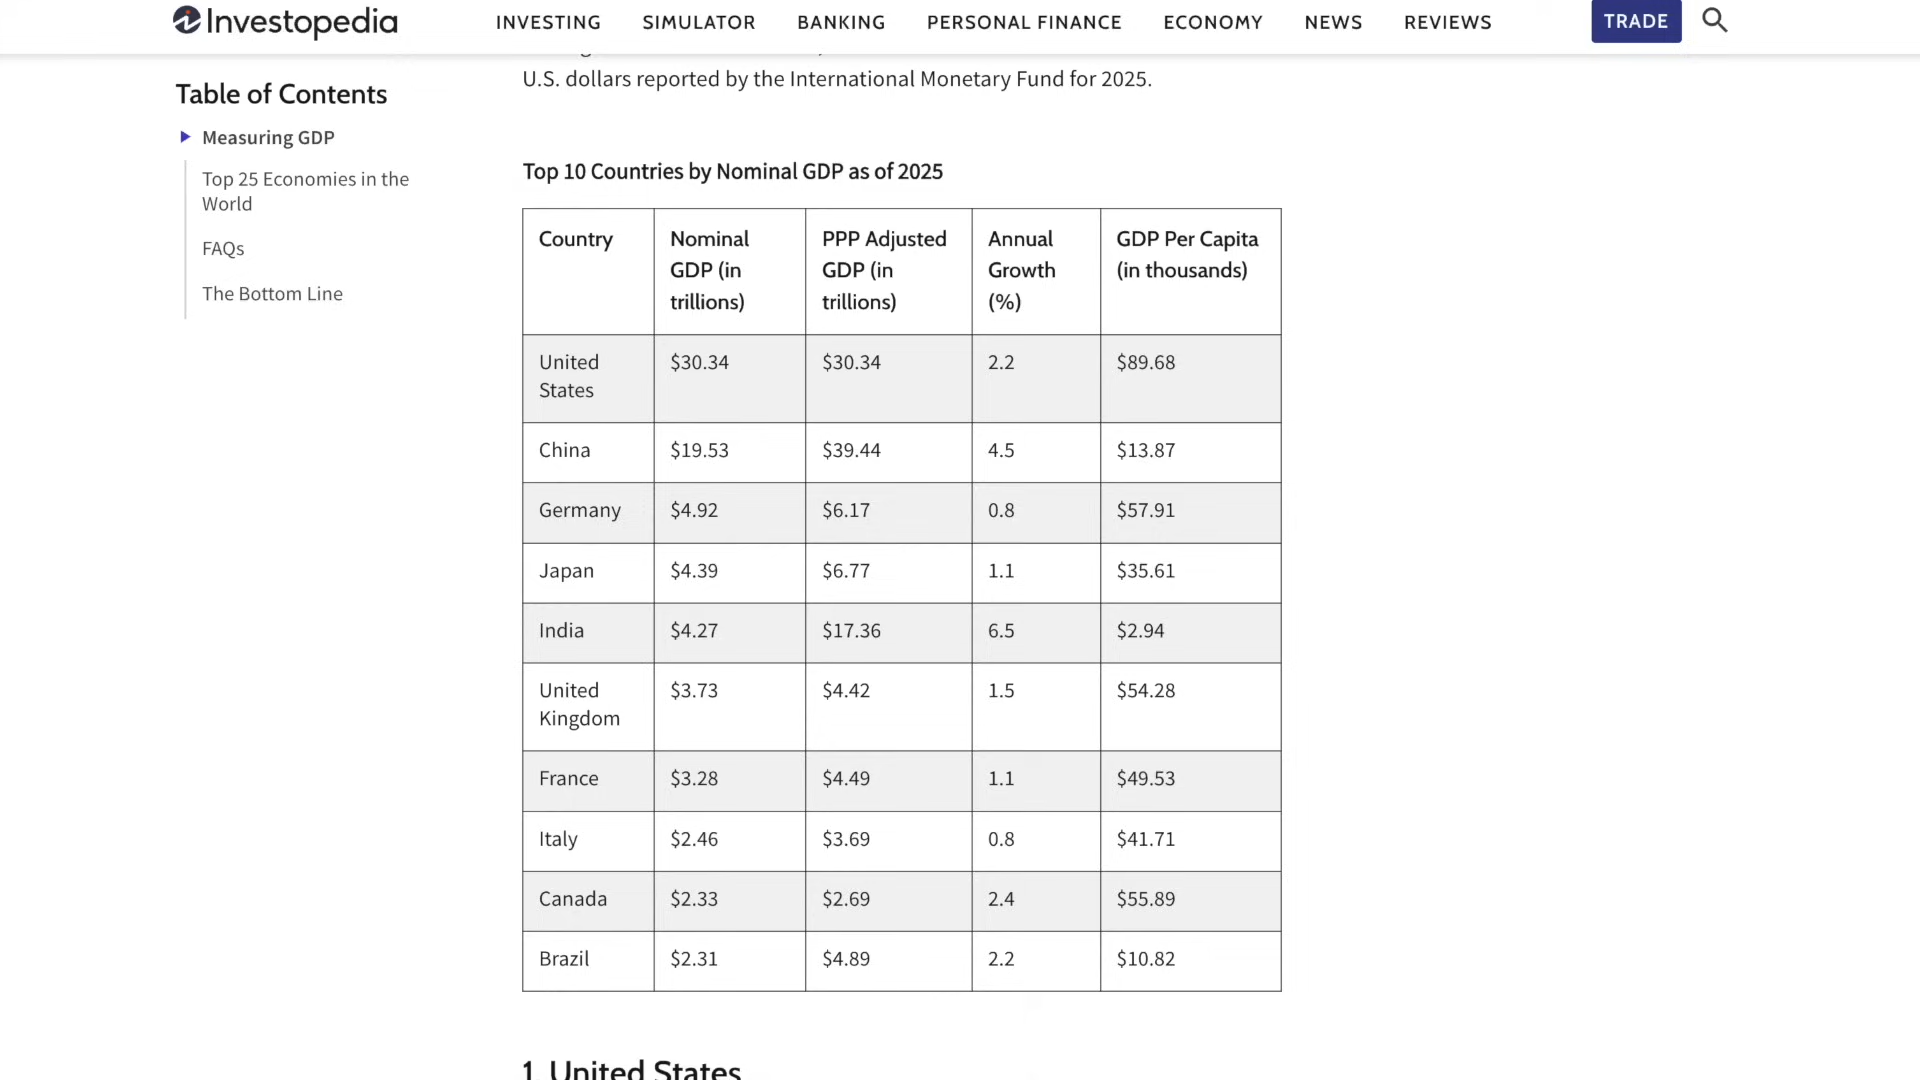 Investopedia
INVESTING SIMULATOR BANKING PERSONAL FINANCE ECONOMY NEWS REVIEWS TRADE
Table of Contents
Measuring GDP
Top 25 Economies in the
World
FAQs
The Bottom Line
U.S. dollars reported by the International Monetary Fund for 2025.
Top 10 Countries by Nominal GDP as of 2025
Country Nominal GDP (in trillions) PPP Adjusted GDP (in trillions) Annual Growth (%) GDP Per Capita (in thousands)
United States $30.34 $30.34 2.2 $89.68
China $19.53 $39.44 4.5 $13.87
Germany $4.92 $6.17 0.8 $57.91
Japan $4.39 $6.77 1.1 $35.61
India $4.27 $17.36 6.5 $2.94
United Kingdom $3.73 $4.42 1.5 $54.28
France $3.28 $4.49 1.1 $49.53
Italy $2.46 $3.69 0.8 $41.71
Canada $2.33 $2.69 2.4 $55.89
Brazil $2.31 $4.89 2.2 $10.82
1. United States